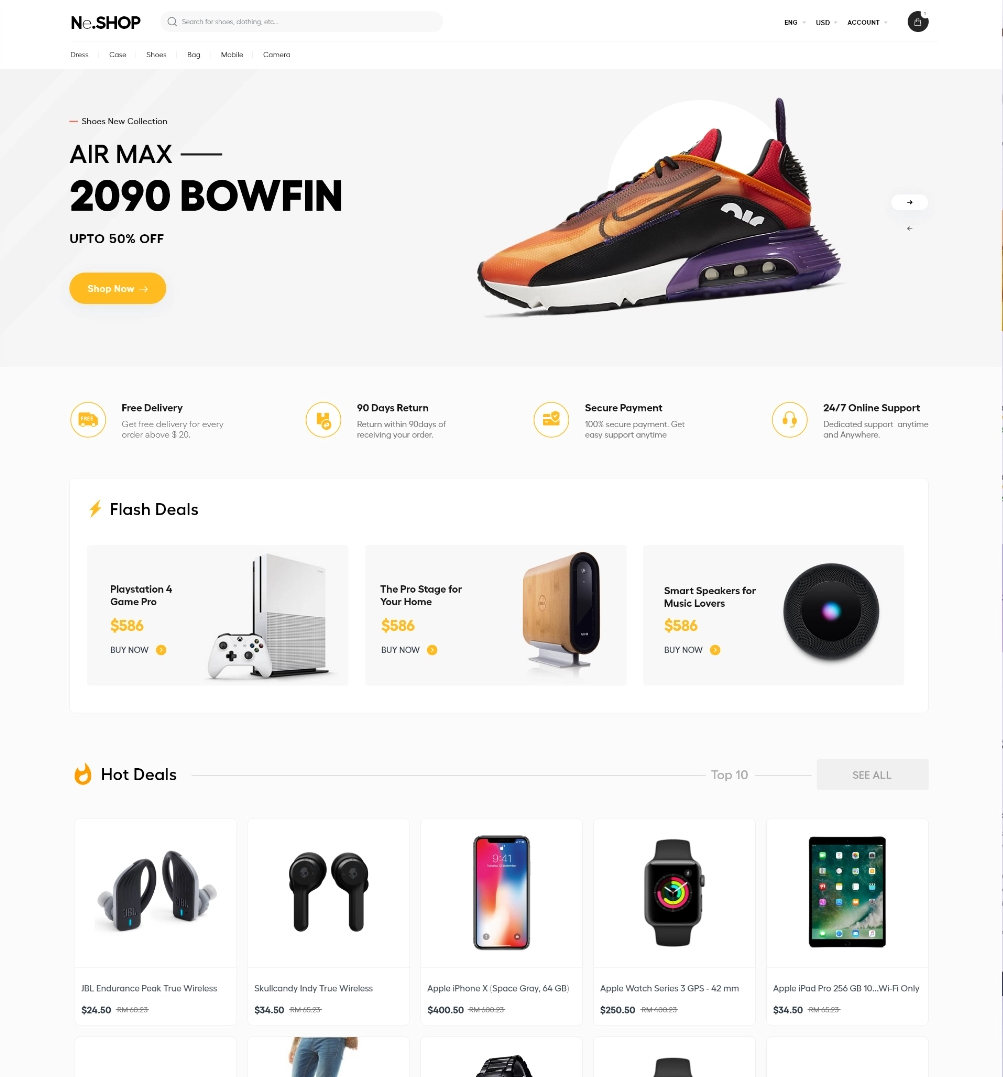 Ne.SHOP
Search for shoes, clothing, etc...
ENG
USD
ACCOUNT
Dress
Case
Shoes
Bag
Mobile
Camera
Shoes New Collection
AIR MAX
2090 BOWFIN
UPTO 50% OFF
Shop Now
air
FREE
Free Delivery
Get free delivery for every
order above $ 20.
90 Days Return
Return within 90days of
receiving your order.
Secure Payment
100% secure payment. Get
easy support anytime
24/7 Online Support
Dedicated support anytime
and Anywhere.
Flash Deals
Playstation 4
Game Pro
$586
BUY NOW
The Pro Stage for
Your Home
$586
BUY NOW
Smart Speakers for
Music Lovers
$586
BUY NOW
Hot Deals
Top 10
SEE ALL
JBL
JBL
9:41
JBL Endurance Peak True Wireless
$24.50 RM 60.23
Skullcandy Indy True Wireless
$34.50 RM 65.23
Apple iPhone X (Space Gray, 64 GB)
$400.50 RM 600.23
Apple Watch Series 3 GPS - 42 mm
$250.50 RM 400.23
Apple iPad Pro 256 GB 10...Wi-Fi Only
$34.50 RM 65.23